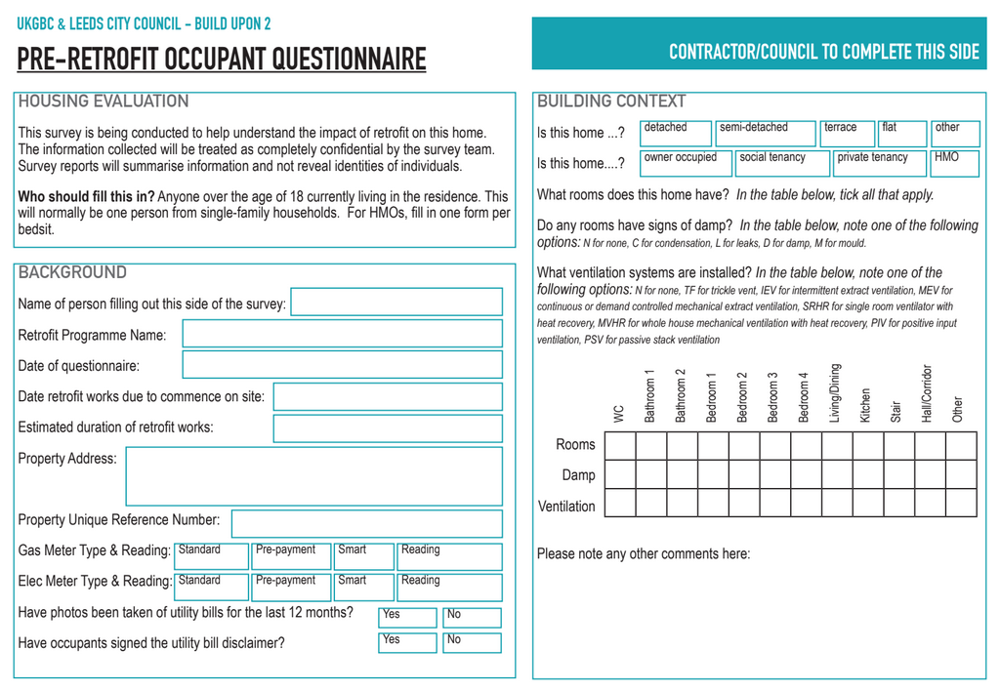 UKGBC & LEEDS CITY COUNCIL - BUILD UPON 2
PRE-RETROFIT OCCUPANT QUESTIONNAIRE
CONTRACTOR/COUNCIL TO COMPLETE THIS SIDE
HOUSING EVALUATION
This survey is being conducted to help understand the impact of retrofit on this home.
The information collected will be treated as completely confidential by the survey team.
Survey reports will summarise information and not reveal identities of individuals.
Who should fill this in? Anyone over the age of 18 currently living in the residence. This
will normally be one person from single-family households. For HMOs, fill in one form per
bedsit.
BACKGROUND
Name of person filling out this side of the survey:
Retrofit Programme Name:
Date of questionnaire:
Date retrofit works due to commence on site:
Estimated duration of retrofit works:
Property Address:
Property Unique Reference Number:
Gas Meter Type & Reading: Standard Pre-payment Smart Reading
Elec Meter Type & Reading: Standard Pre-payment Smart Reading
Have photos been taken of utility bills for the last 12 months? Yes No
Have occupants signed the utility bill disclaimer? Yes No
BUILDING CONTEXT
Is this home ...? detached semi-detached terrace flat other
Is this home....? owner occupied social tenancy private tenancy HMO
What rooms does this home have? In the table below, tick all that apply.
Do any rooms have signs of damp? In the table below, note one of the following
options: N for none, C for condensation, L for leaks, D for damp, M for mould.
What ventilation systems are installed? In the table below, note one of the
following options: N for none, TF for trickle vent, IEV for intermittent extract ventilation, MEV for
continuous or demand controlled mechanical extract ventilation, SRHR for single room ventilator with
heat recovery, MVHR for whole house mechanical ventilation with heat recovery, PIV for positive input
ventilation, PSV for passive stack ventilation
WC
Bathroom 1
Bathroom 2
Bedroom 1
Bedroom 2
Bedroom 3
Bedroom 4
Living/Dining
Kitchen
Stair
Hall/Corridor
Other
Rooms
Damp
Ventilation
Please note any other comments here: